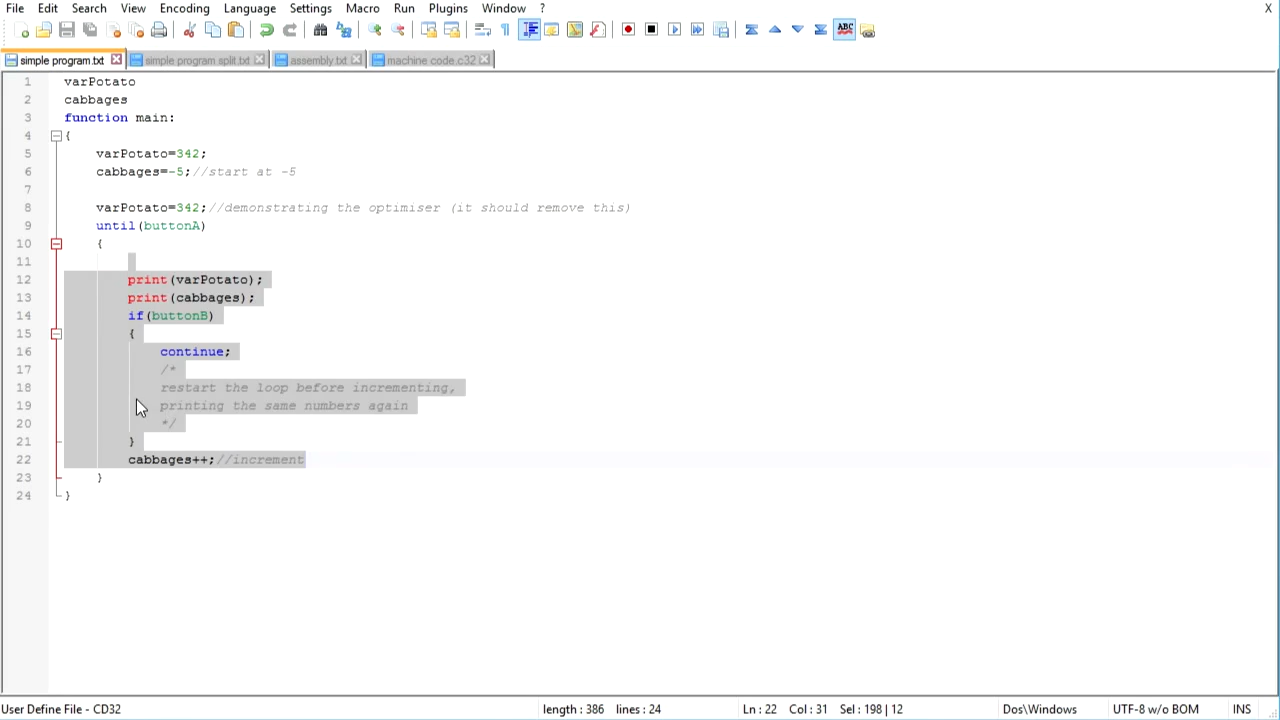 File Edit Search View Encoding Language Settings Macro Run Plugins Window ? X
simple program.txt simple program split.txt assembly.txt machine code.c32
1 varPotato
2 cabbages
3 function main:
4 {
5 varPotato=342;
6 cabbages=-5;//start at -5
7
8 varPotato=342;//demonstrating the optimiser (it should remove this)
9 until(buttonA)
10 {
11
12 print(varPotato);
13 print(cabbages);
14 if(buttonB)
15 {
16 continue;
17 /*
18 restart the loop before incrementing,
19 printing the same numbers again
20 */
21 }
22 cabbages++;//increment
23 }
24 }
User Define File - CD32 length : 386 lines : 24 Ln : 22 Col : 31 Sel : 198 | 12 Dos\Windows UTF-8 w/o BOM INS